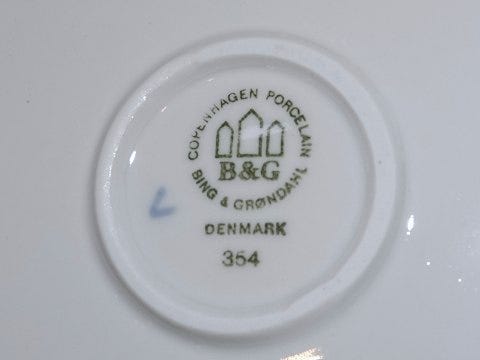 COPENHAGEN PORCELAIN
B&G
BING & GRØNDAHL
DENMARK
354
L